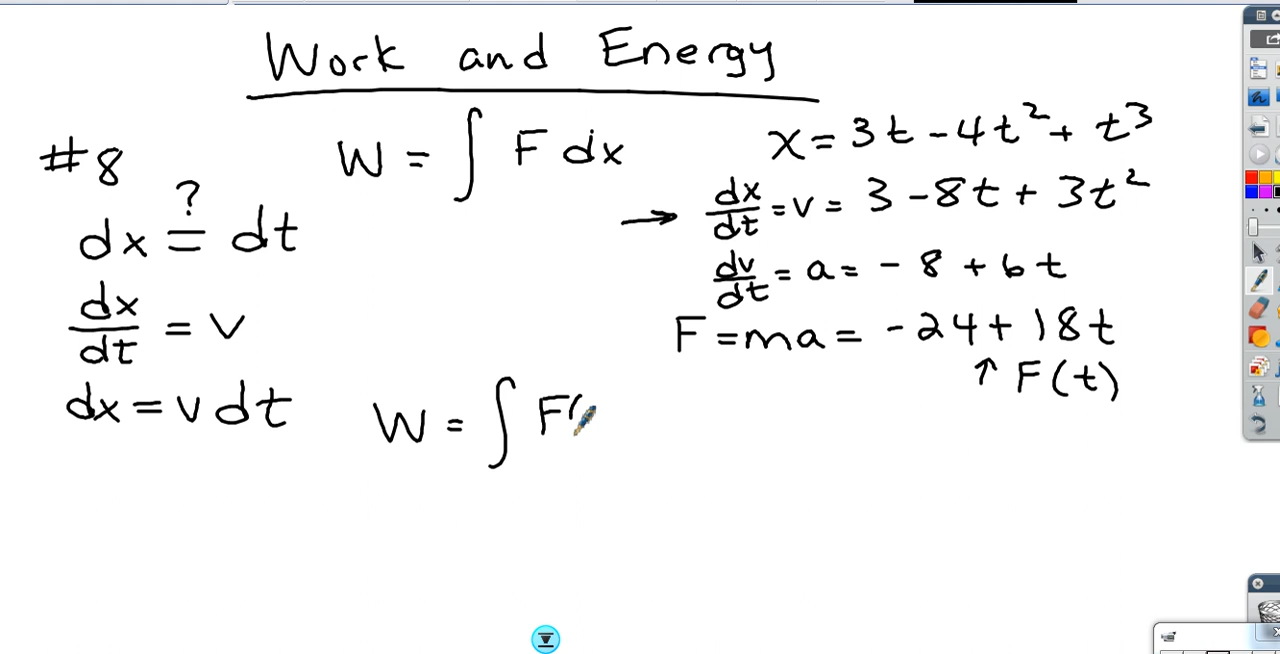 Work and Energy
#8
W = ∫ F dx
dx ≟ dt
dx/dt = v
dx = v dt
x = 3t - 4t² + t³
→ dx/dt = v = 3 - 8t + 3t²
dv/dt = a = - 8 + 6t
F = ma = -24 + 18t
↑ F(t)
W = ∫ F(